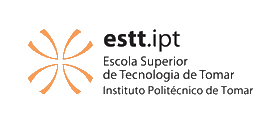 estt.ipt
Escola Superior
de Tecnologia de Tomar
Instituto Politécnico de Tomar